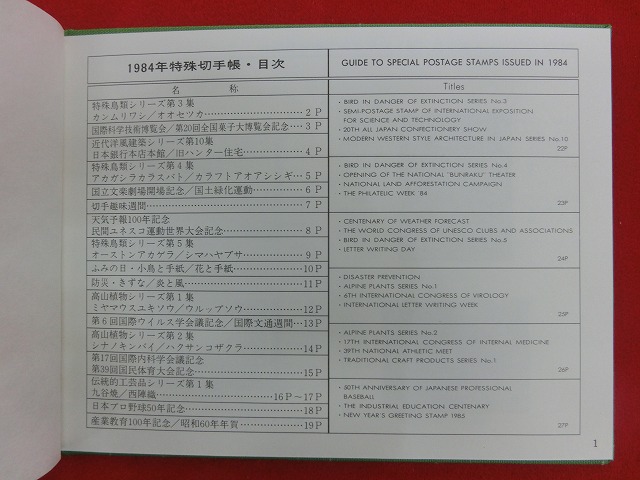 1984年特殊切手帳・目次
名 称
特殊鳥類シリーズ第3集
カンムリワシ／オオセッカ……………2P
国際科学技術博覧会／第20回全国菓子大博覧会記念…3P
近代洋風建築シリーズ第10集
日本銀行本店本館／旧ハンター住宅…………4P
特殊鳥類シリーズ第4集
アカガシラカラスバト／カラフトアオアシシギ…5P
国立文楽劇場開場記念／国土緑化運動…………6P
切手趣味週間……………………7P
天気予報100年記念
民間ユネスコ運動世界大会記念……………8P
特殊鳥類シリーズ第5集
オーストンアカゲラ／シマハヤブサ…………9P
ふみの日・小鳥と手紙／花と手紙……………10P
防災・きずな／炎と風……………………11P
高山植物シリーズ第1集
ミヤマウスユキソウ／ウルップソウ…………12P
第6回国際ウイルス学会議記念／国際文通週間…13P
高山植物シリーズ第2集
シナノキンバイ／ハクサンコザクラ…………14P
第17回国際内科学会議記念
第39回国民体育大会記念……………………15P
伝統的工芸品シリーズ第1集
九谷焼／西陣織……………………16P～17P
日本プロ野球50年記念……………………18P
産業教育100年記念／昭和60年年賀…………19P
GUIDE TO SPECIAL POSTAGE STAMPS ISSUED IN 1984
Titles
・BIRD IN DANGER OF EXTINCTION SERIES No.3
・SEMI-POSTAGE STAMP OF INTERNATIONAL EXPOSITION
FOR SCIENCE AND TECHNOLOGY
・20TH ALL JAPAN CONFECTIONERY SHOW
・MODERN WESTERN STYLE ARCHITECTURE IN JAPAN SERIES No.10
22P
・BIRD IN DANGER OF EXTINCTION SERIES No.4
・OPENING OF THE NATIONAL "BUNRAKU" THEATER
・NATIONAL LAND AFFORESTATION CAMPAIGN
・THE PHILATELIC WEEK '84
23P
・CENTENARY OF WEATHER FORECAST
・THE WORLD CONGRESS OF UNESCO CLUBS AND ASSOCIATIONS
・BIRD IN DANGER OF EXTINCTION SERIES No.5
・LETTER WRITING DAY
24P
・DISASTER PREVENTION
・ALPINE PLANTS SERIES No.1
・6TH INTERNATIONAL CONGRESS OF VIROLOGY
・INTERNATIONAL LETTER WRITING WEEK
25P
・ALPINE PLANTS SERIES No.2
・17TH INTERNATIONAL CONGRESS OF INTERNAL MEDICINE
・39TH NATIONAL ATHLETIC MEET
・TRADITIONAL CRAFT PRODUCTS SERIES No.1
26P
・50TH ANNIVERSARY OF JAPANESE PROFESSIONAL
BASEBALL
・THE INDUSTRIAL EDUCATION CENTENARY
・NEW YEAR'S GREETING STAMP 1985
27P
1